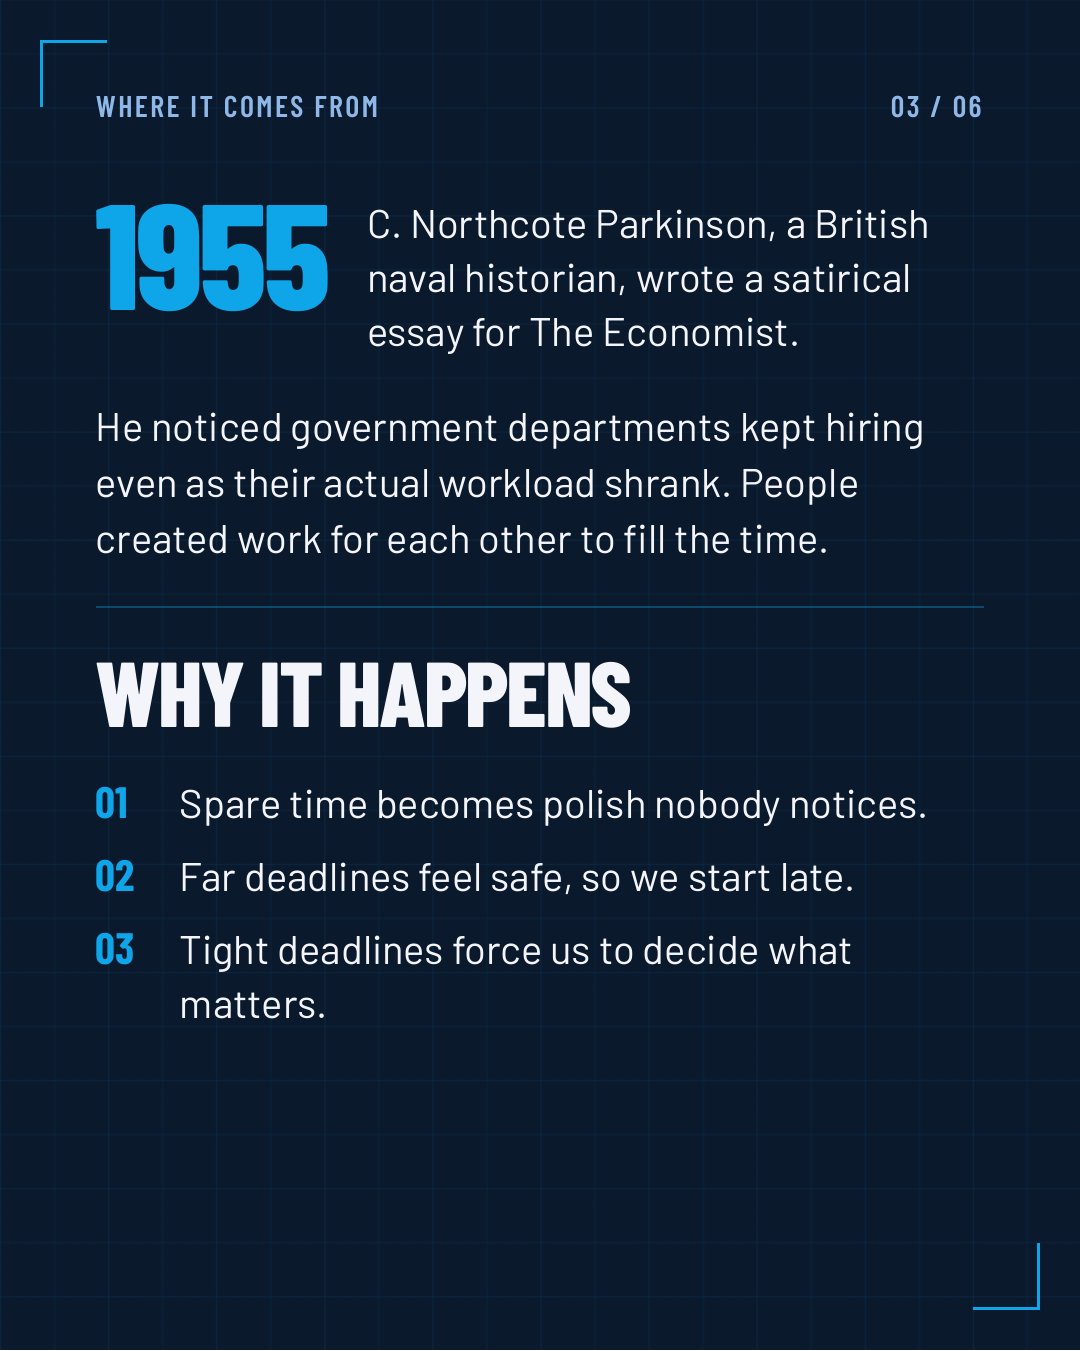 WHERE IT COMES FROM
03 / 06
1955
C. Northcote Parkinson, a British
naval historian, wrote a satirical
essay for The Economist.
He noticed government departments kept hiring
even as their actual workload shrank. People
created work for each other to fill the time.
WHY IT HAPPENS
01 Spare time becomes polish nobody notices.
02 Far deadlines feel safe, so we start late.
03 Tight deadlines force us to decide what
matters.